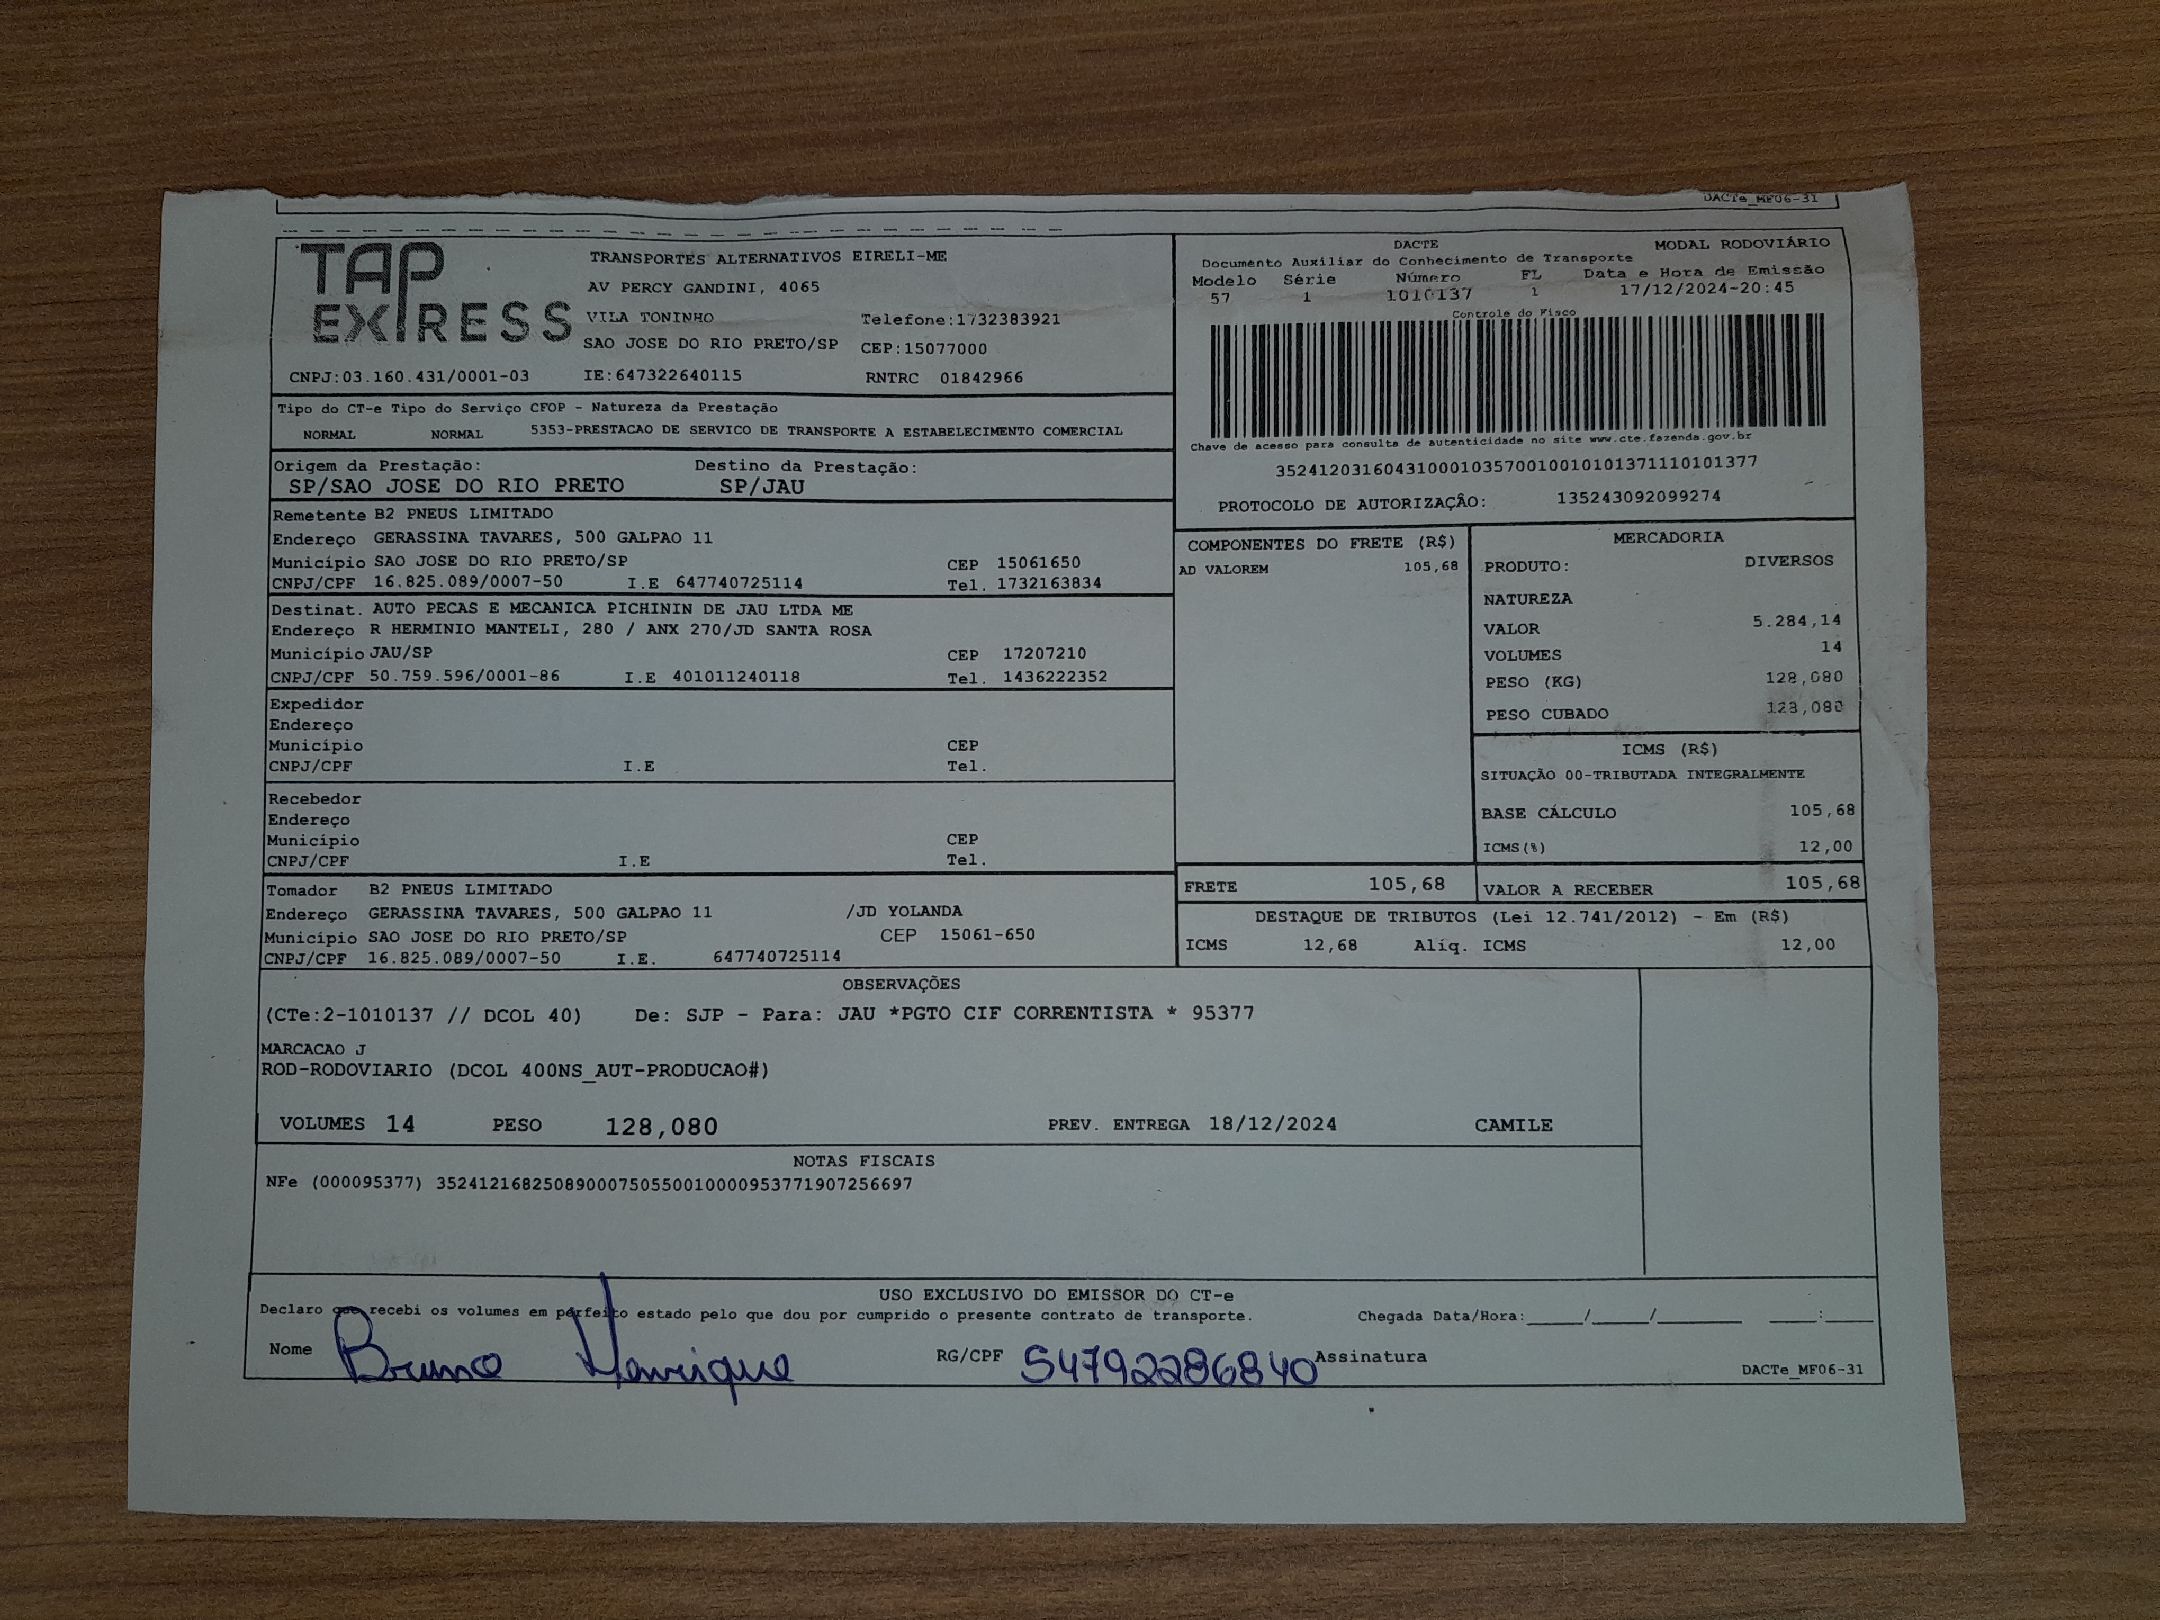 DACTe_MF06-31
TAP EXPRESS
TRANSPORTES ALTERNATIVOS EIRELI-ME
AV PERCY GANDINI, 4065
VILA TONINHO Telefone:1732383921
SAO JOSE DO RIO PRETO/SP CEP:15077000
CNPJ:03.160.431/0001-03 IE:647322640115 RNTRC 01842966
DACTE MODAL RODOVIÁRIO
Documento Auxiliar do Conhecimento de Transporte
Modelo Série Número FL Data e Hora de Emissão
57 1 1010137 1 17/12/2024-20:45
Controle do Fisco
Chave de acesso para consulta de autenticidade no site www.cte.fazenda.gov.br
35241203160431000103570010010101371110101377
PROTOCOLO DE AUTORIZAÇÂO: 135243092099274
Tipo do CT-e Tipo do Serviço CFOP - Natureza da Prestação
NORMAL NORMAL 5353-PRESTACAO DE SERVICO DE TRANSPORTE A ESTABELECIMENTO COMERCIAL
Origem da Prestação: Destino da Prestação:
SP/SAO JOSE DO RIO PRETO SP/JAU
Remetente B2 PNEUS LIMITADO
Endereço GERASSINA TAVARES, 500 GALPAO 11
Município SAO JOSE DO RIO PRETO/SP CEP 15061650
CNPJ/CPF 16.825.089/0007-50 I.E 647740725114 Tel. 1732163834
Destinat. AUTO PECAS E MECANICA PICHININ DE JAU LTDA ME
Endereço R HERMINIO MANTELI, 280 / ANX 270/JD SANTA ROSA
Município JAU/SP CEP 17207210
CNPJ/CPF 50.759.596/0001-86 I.E 401011240118 Tel. 1436222352
Expedidor
Endereço
Município CEP
CNPJ/CPF I.E Tel.
Recebedor
Endereço
Município CEP
CNPJ/CPF I.E Tel.
Tomador B2 PNEUS LIMITADO
Endereço GERASSINA TAVARES, 500 GALPAO 11 /JD YOLANDA
Município SAO JOSE DO RIO PRETO/SP CEP 15061-650
CNPJ/CPF 16.825.089/0007-50 I.E. 647740725114
COMPONENTES DO FRETE (R$)
AD VALOREM 105,68
MERCADORIA
PRODUTO: DIVERSOS
NATUREZA
VALOR 5.284,14
VOLUMES 14
PESO (KG) 128,080
PESO CUBADO 128,080
ICMS (R$)
SITUAÇÃO 00-TRIBUTADA INTEGRALMENTE
BASE CÁLCULO 105,68
ICMS(%) 12,00
FRETE 105,68 VALOR A RECEBER 105,68
DESTAQUE DE TRIBUTOS (Lei 12.741/2012) - Em (R$)
ICMS 12,68 Alíq. ICMS 12,00
OBSERVAÇÕES
(CTe:2-1010137 // DCOL 40) De: SJP - Para: JAU *PGTO CIF CORRENTISTA * 95377
MARCACAO J
ROD-RODOVIARIO (DCOL 400NS_AUT-PRODUCAO#)
VOLUMES 14 PESO 128,080 PREV. ENTREGA 18/12/2024 CAMILE
NOTAS FISCAIS
NFe (000095377) 35241216825089000750550010000953771907256697
USO EXCLUSIVO DO EMISSOR DO CT-e
Declaro que recebi os volumes em perfeito estado pelo que dou por cumprido o presente contrato de transporte. Chegada Data/Hora:_____/_____/________ ____:_____
Nome Bruno Henrique RG/CPF 54792286840 Assinatura
DACTe_MF06-31